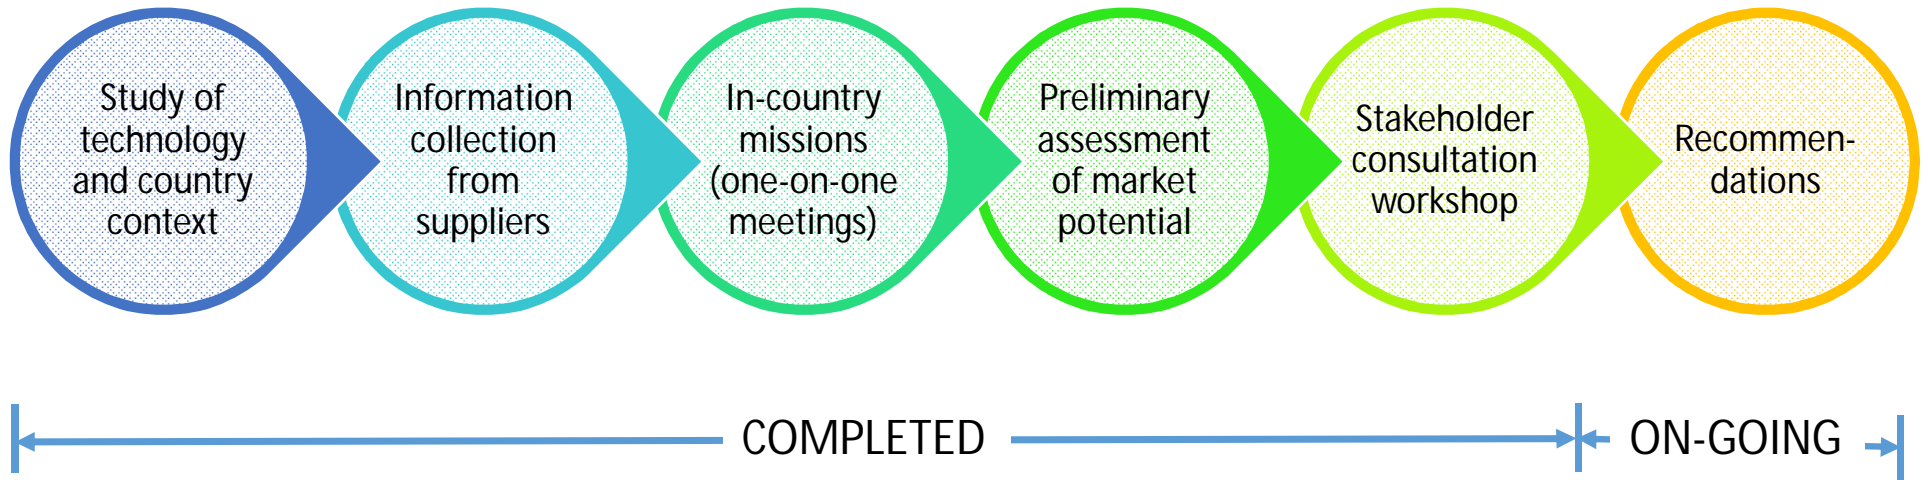 Study of
technology
and country
context
Information
collection
from
suppliers
In-country
missions
(one-on-one
meetings)
Preliminary
assessment
of market
potential
Stakeholder
consultation
workshop
Recommen-
dations
COMPLETED
ON-GOING